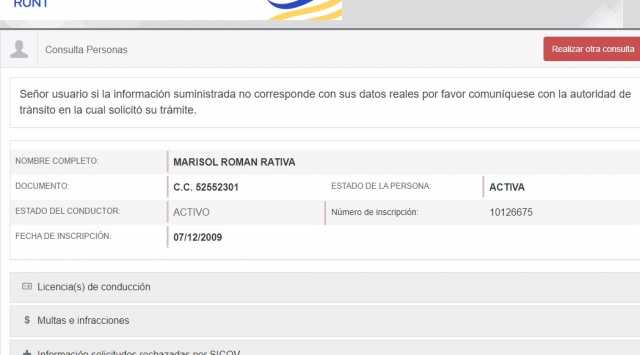 RUNT
Consulta Personas
Realizar otra consulta
Señor usuario si la información suministrada no corresponde con sus datos reales por favor comuníquese con la autoridad de
tránsito en la cual solicitó su trámite.
NOMBRE COMPLETO: MARISOL ROMAN RATIVA
DOCUMENTO: C.C. 52552301 ESTADO DE LA PERSONA: ACTIVA
ESTADO DEL CONDUCTOR: ACTIVO Número de inscripción: 10126675
FECHA DE INSCRIPCIÓN: 07/12/2009
Licencia(s) de conducción
$ Multas e infracciones
+ Información solicitudes rechazadas por SICOV